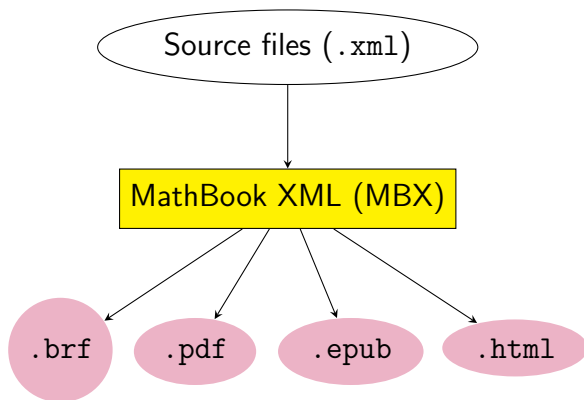 Source files (.xml)
MathBook XML (MBX)
.brf .pdf .epub .html